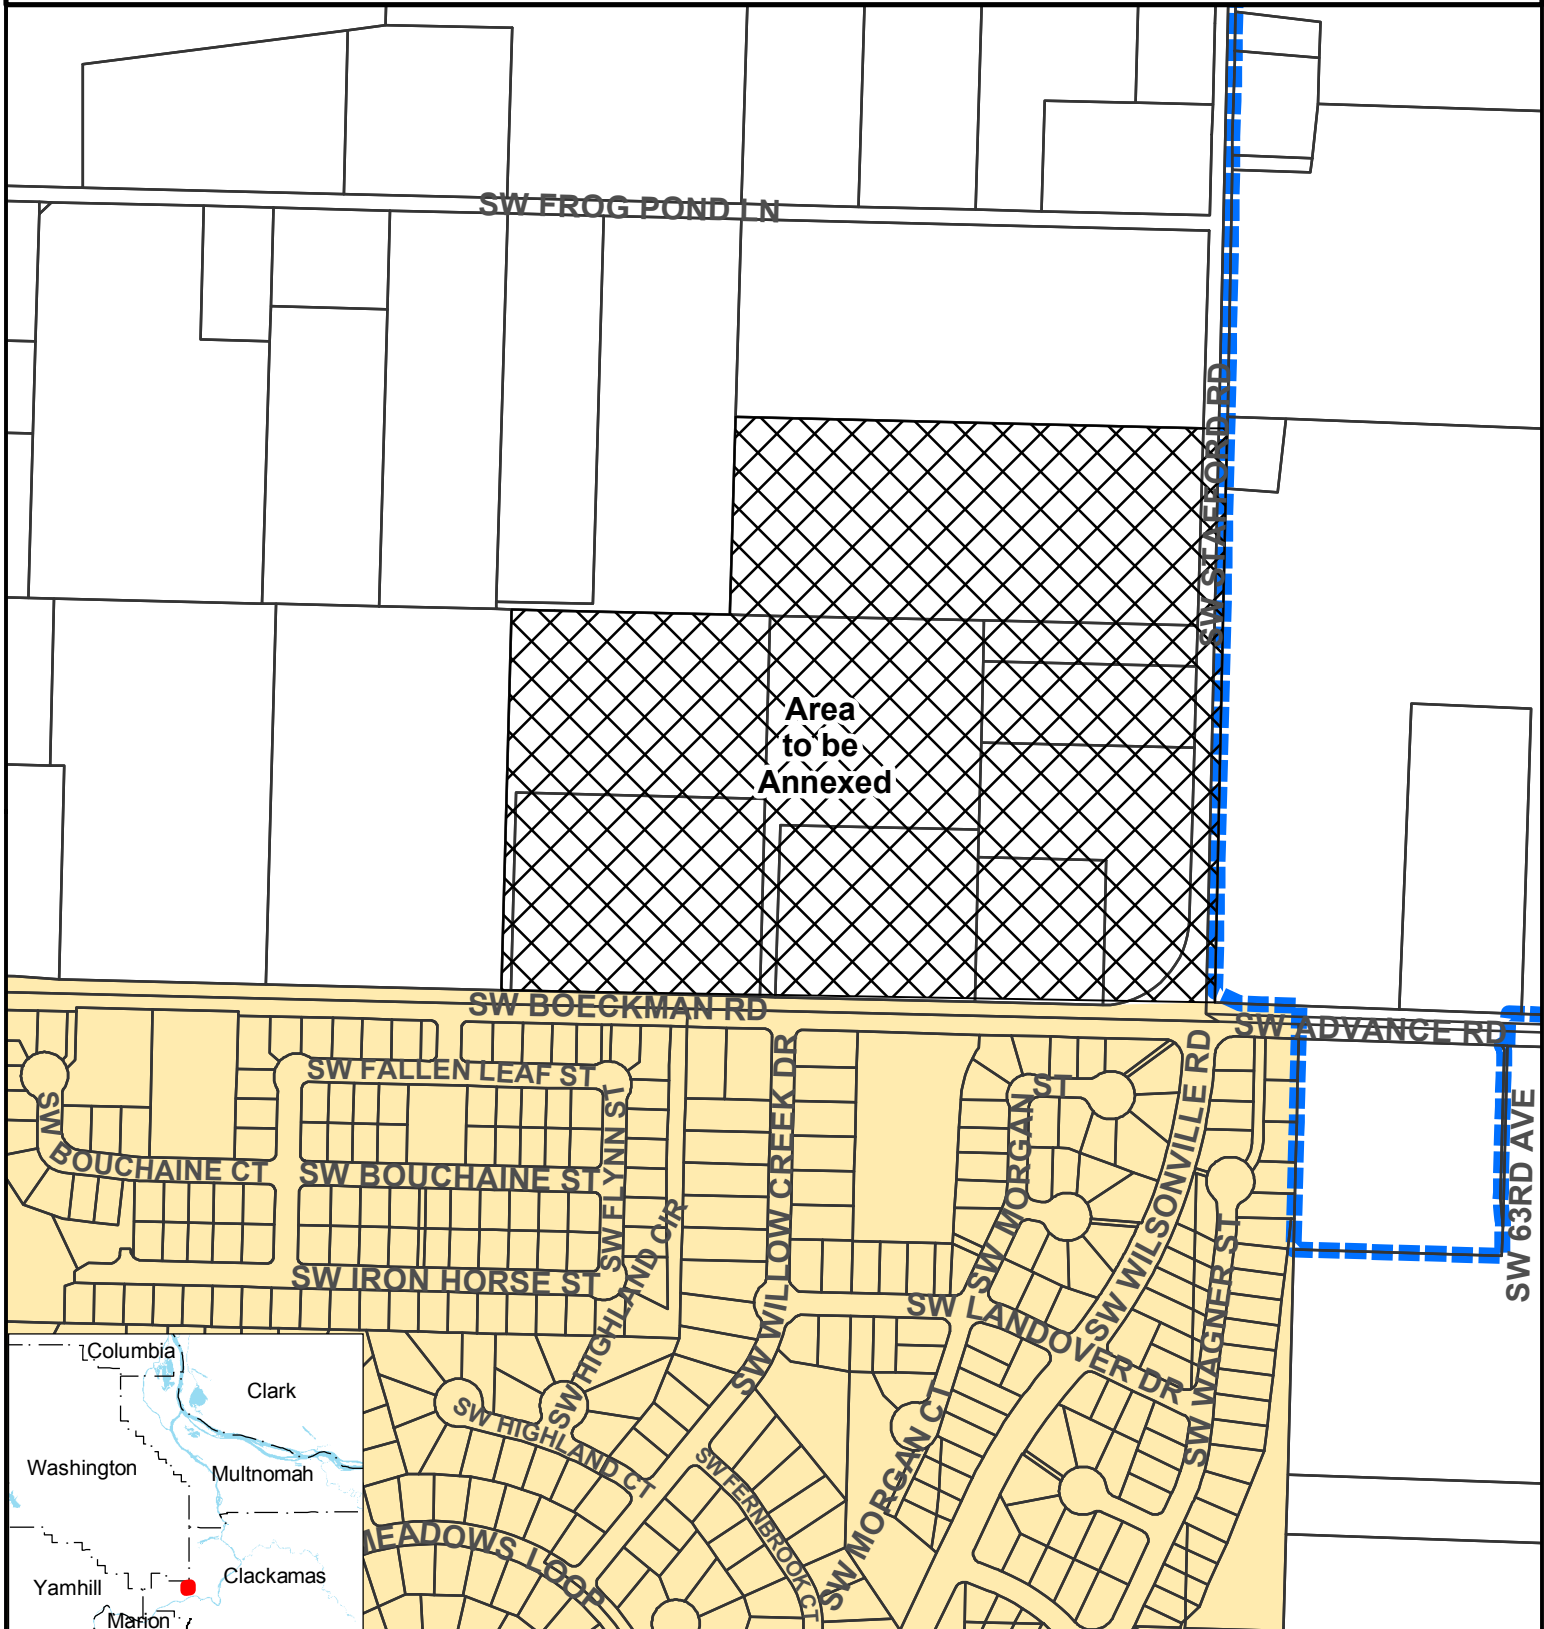 SW FROG POND LN
SW STAFFORD RD
Area
to be
Annexed
SW BOECKMAN RD
SW ADVANCE RD
SW FALLEN LEAF ST
SW FLYNN ST
SW WILLOW CREEK DR
SW MORGAN ST
SW WILSONVILLE RD
SW 63RD AVE
SW BOUCHAINE CT
SW BOUCHAINE ST
SW IRON HORSE ST
SW HIGHLAND CIR
SW LANDOVER DR
SW WAGNER ST
SW HIGHLAND CT
SW FERNBROOK CT
SW MORGAN CT
MEADOWS LOOP
Columbia
Clark
Washington
Multnomah
Yamhill
Clackamas
Marion